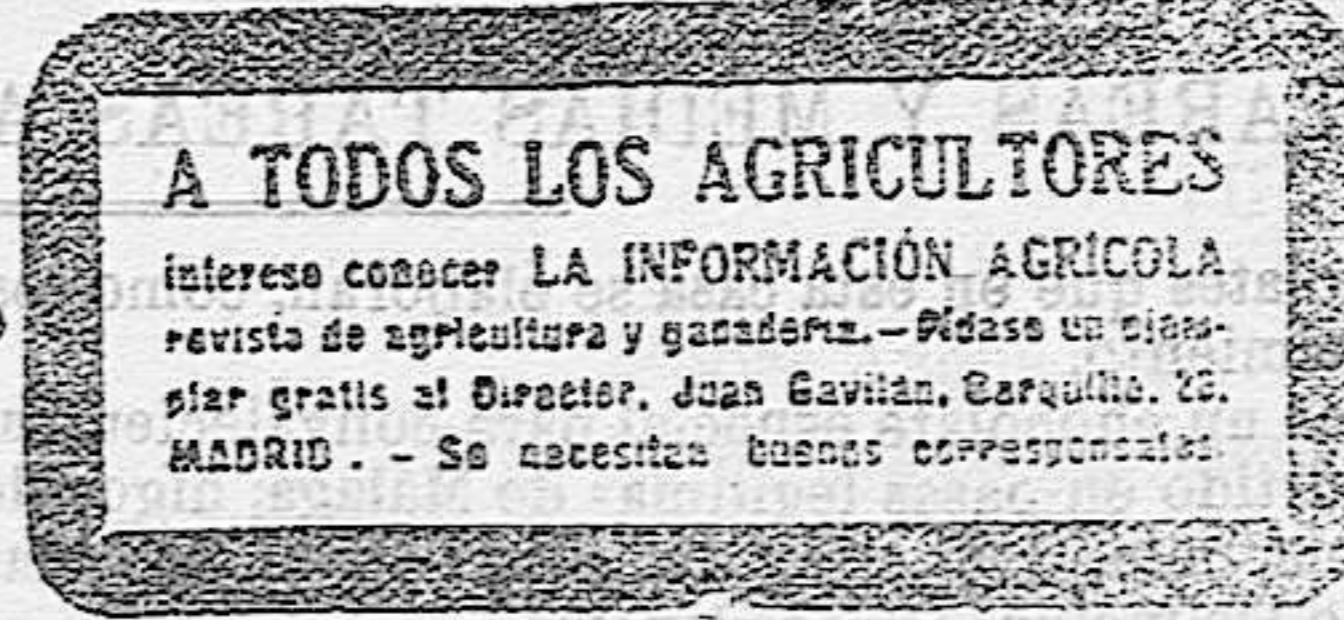 A TODOS LOS AGRICULTORES
interesa conocer LA INFORMACIÓN AGRÍCOLA
revista de agricultura y ganadería.—Pídase un ejem-
plar gratis al Director, Juan Gavilán, Barquillo,
MADRID. – Se necesitan buenos corresponsales.